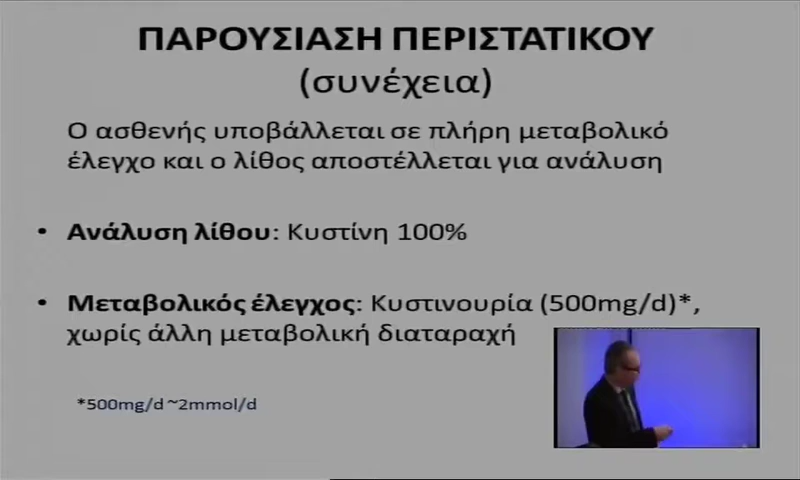 ΠΑΡΟΥΣΙΑΣΗ ΠΕΡΙΣΤΑΤΙΚΟΥ
(συνέχεια)
Ο ασθενής υποβάλλεται σε πλήρη μεταβολικό
έλεγχο και ο λίθος αποστέλλεται για ανάλυση
• Ανάλυση λίθου: Κυστίνη 100%
• Μεταβολικός έλεγχος: Κυστινουρία (500mg/d)*,
χωρίς άλλη μεταβολική διαταραχή
*500mg/d ~2mmol/d